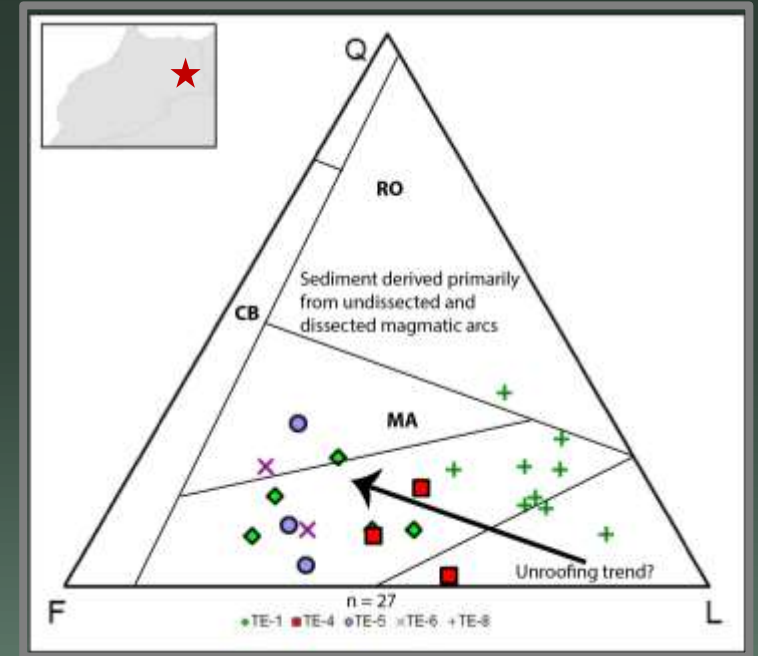 Q
RO
Sediment derived primarily
from undissected and
dissected magmatic arcs
CB
MA
Unroofing trend?
F
L
n = 27
TE-1 TE-4 TE-5 TE-6 TE-8